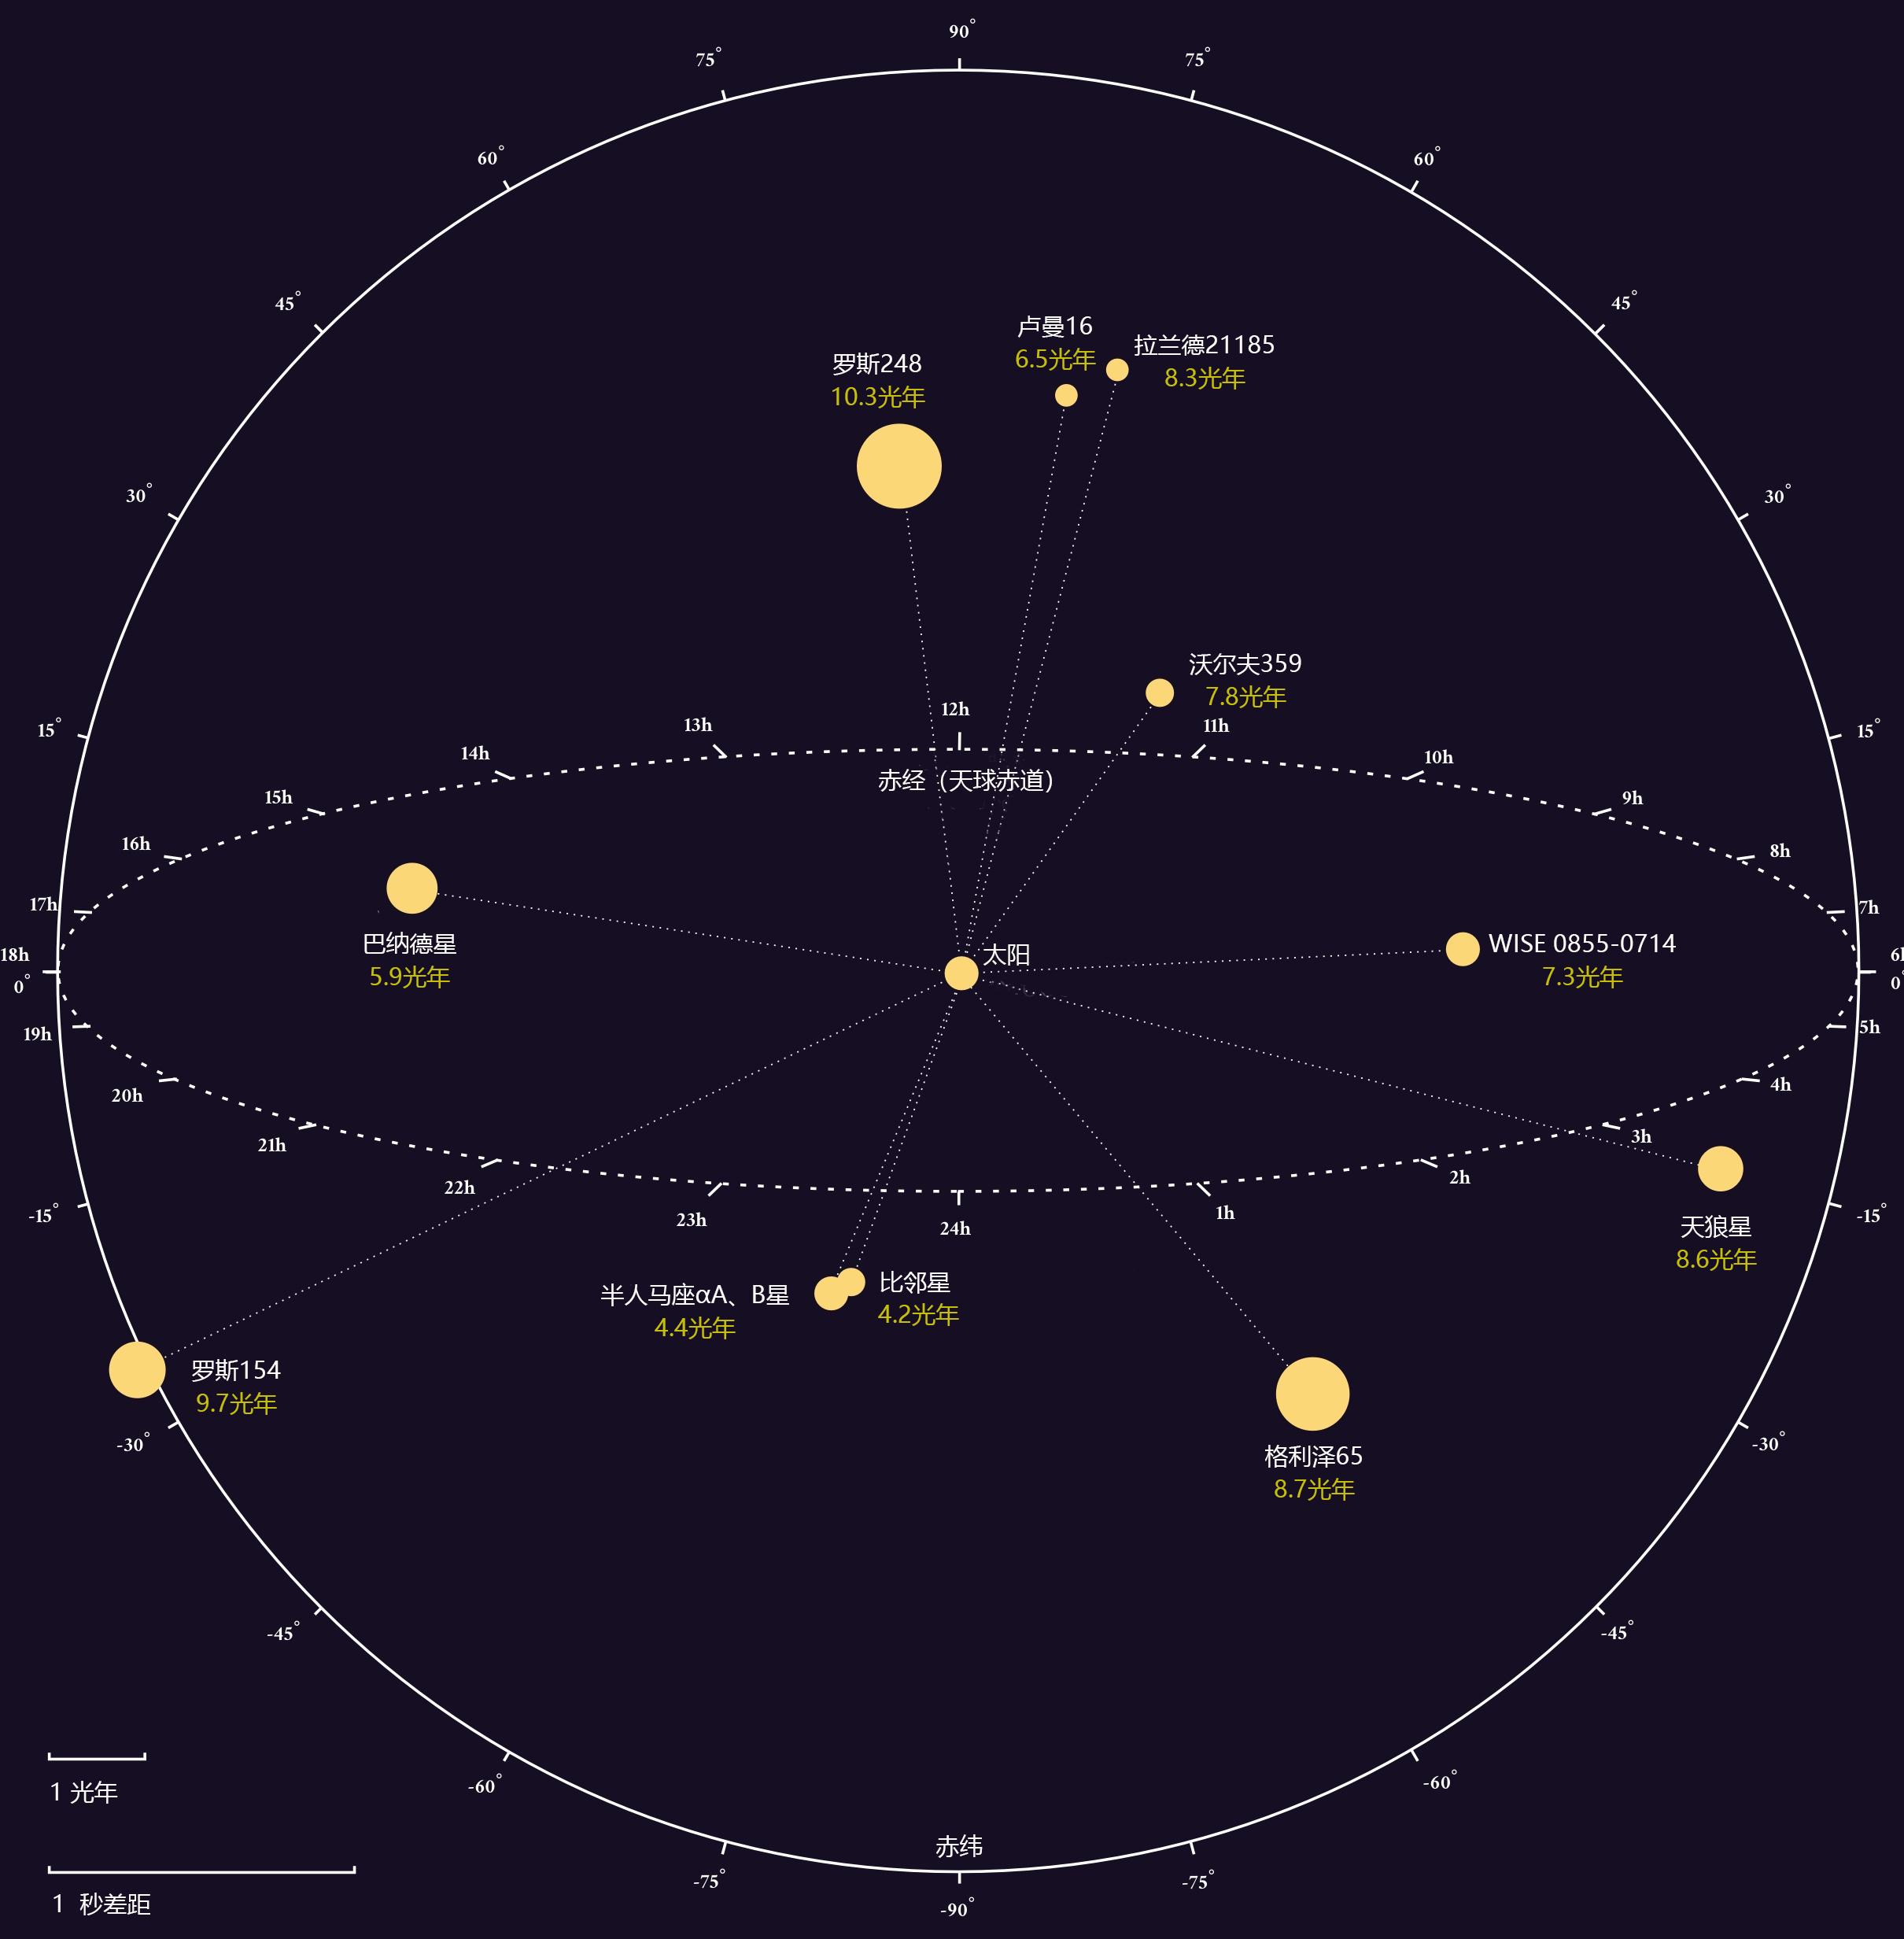 90°
75°
75°
60°
60°
45°
45°
卢曼16
6.5光年
拉兰德21185
8.3光年
罗斯248
10.3光年
30°
30°
沃尔夫359
7.8光年
15°
15°
12h
13h
11h
14h
10h
赤经（天球赤道）
15h
9h
16h
8h
17h
7h
巴纳德星
5.9光年
太阳
WISE 0855-0714
7.3光年
18h
0°
0°
19h
5h
20h
4h
21h
3h
22h
2h
23h
24h
1h
-15°
-15°
天狼星
8.6光年
半人马座αA、B星
4.4光年
比邻星
4.2光年
罗斯154
9.7光年
-30°
-30°
格利泽65
8.7光年
-45°
-45°
1 光年
-60°
-60°
赤纬
-75°
-75°
1 秒差距
-90°